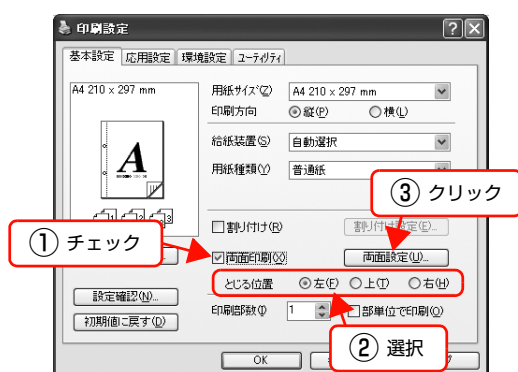 印刷設定
基本設定 応用設定 環境設定 ユーティリティ
A4 210 x 297 mm
用紙サイズ(Z) A4 210 x 297 mm
印刷方向 縦(P) 横(L)
給紙装置(S) 自動選択
用紙種類(Y) 普通紙
A
③ クリック
割り付け(R) 割り付け設定(E)...
① チェック
両面印刷(X) 両面設定(U)...
とじる位置 左(F) 上(T) 右(H)
設定確認(N)...
印刷部数(I) 1 部単位で印刷(O)
初期値に戻す(D)
② 選択
OK